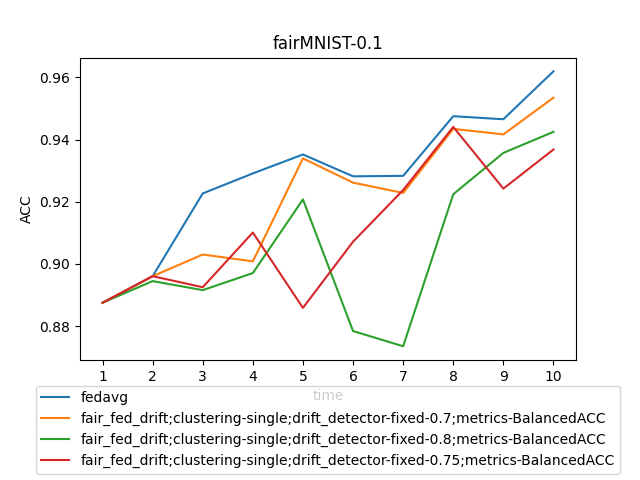 fairMNIST-0.1
0.96
0.94
0.92
0.90
0.88
ACC
1 2 3 4 5 6 7 8 9 10
time
fedavg
fair_fed_drift;clustering-single;drift_detector-fixed-0.7;metrics-BalancedACC
fair_fed_drift;clustering-single;drift_detector-fixed-0.8;metrics-BalancedACC
fair_fed_drift;clustering-single;drift_detector-fixed-0.75;metrics-BalancedACC